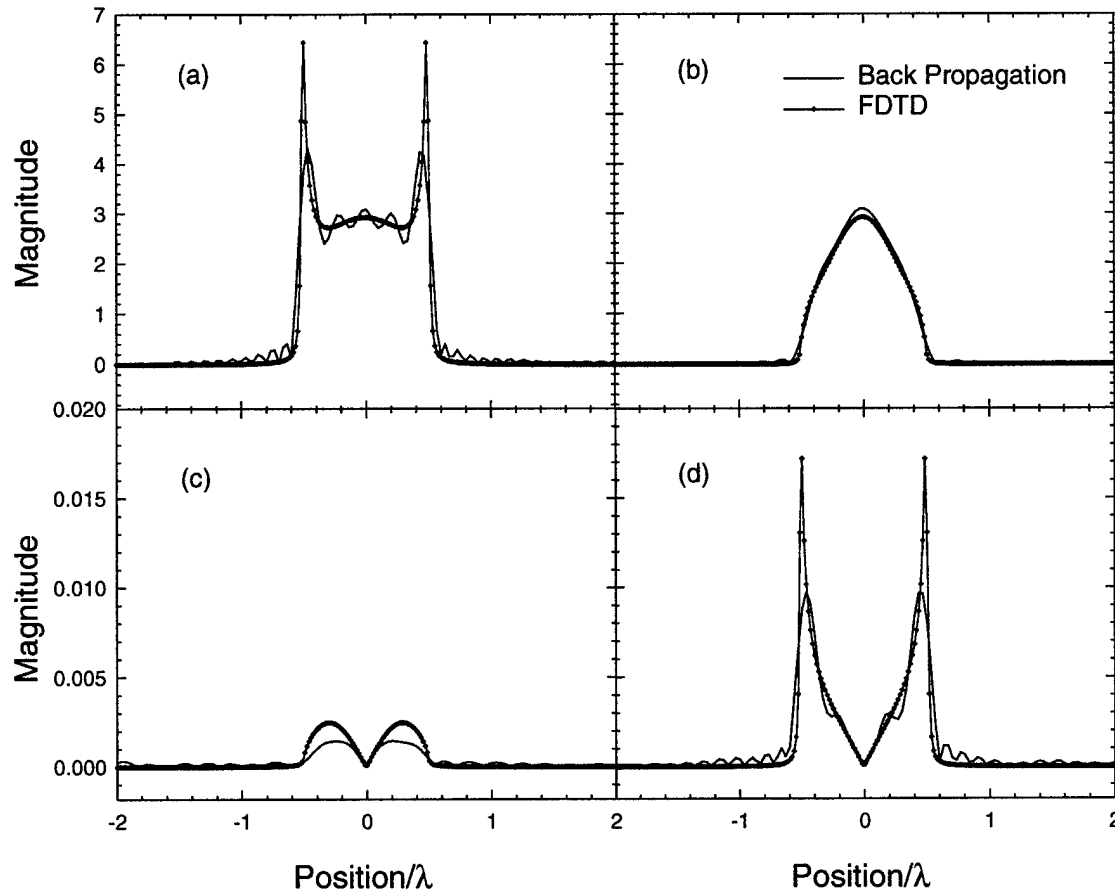 7
6
5
4
3
2
1
0
Magnitude
(a)
(b)
Back Propagation
FDTD
0.020
0.015
0.010
0.005
0.000
Magnitude
(c)
(d)
-2
-1
0
1
2
-1
0
1
2
Position/λ
Position/λ